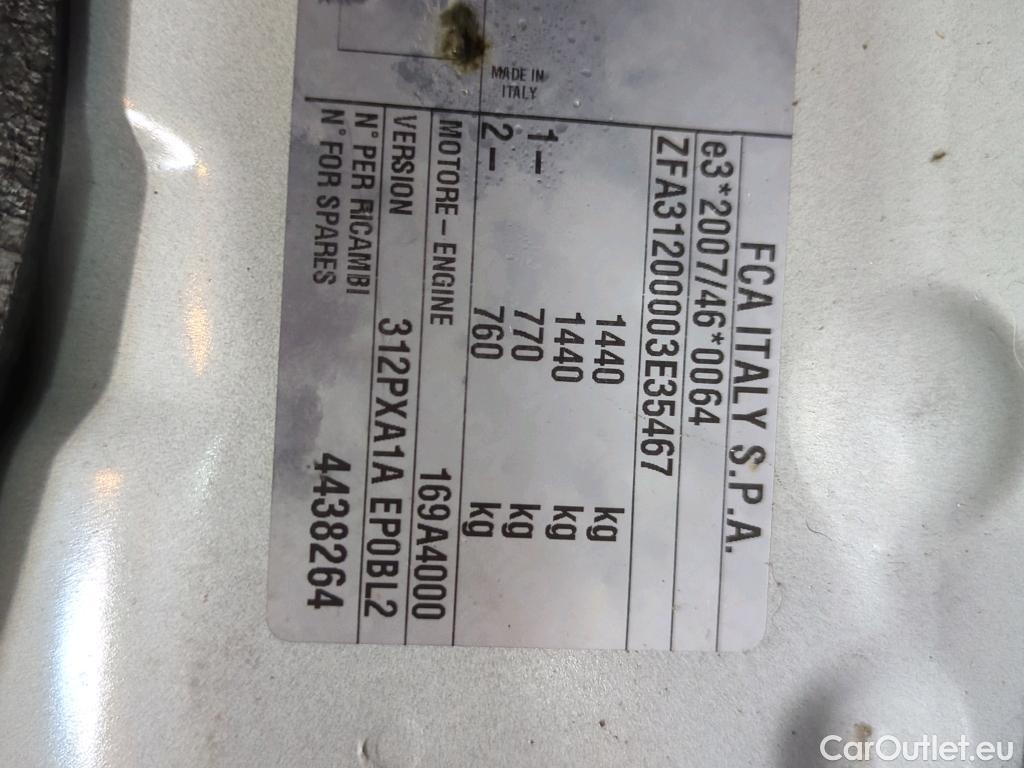 FCA ITALY S.P.A.
e3*2007/46*0064
ZFA31200003E35467
1440 kg
1440 kg
1– 770 kg
2– 760 kg
MOTORE – ENGINE 169A4000
VERSION 312PXA1A EP0BL2
N° PER RICAMBI
N° FOR SPARES 4438264
MADE IN
ITALY
CarOutlet.eu